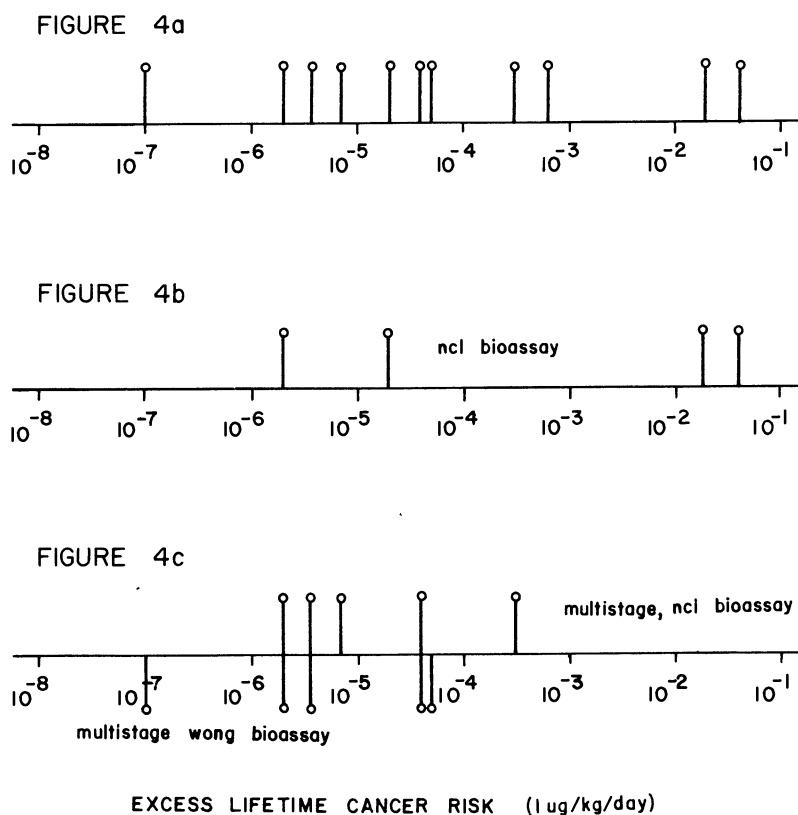 FIGURE 4a
10⁻⁸ 10⁻⁷ 10⁻⁶ 10⁻⁵ 10⁻⁴ 10⁻³ 10⁻² 10⁻¹
FIGURE 4b
ncl bioassay
10⁻⁸ 10⁻⁷ 10⁻⁶ 10⁻⁵ 10⁻⁴ 10⁻³ 10⁻² 10⁻¹
FIGURE 4c
multistage, ncl bioassay
10⁻⁸ 10⁻⁷ 10⁻⁶ 10⁻⁵ 10⁻⁴ 10⁻³ 10⁻² 10⁻¹
multistage wong bioassay
EXCESS LIFETIME CANCER RISK (1 ug/kg/day)